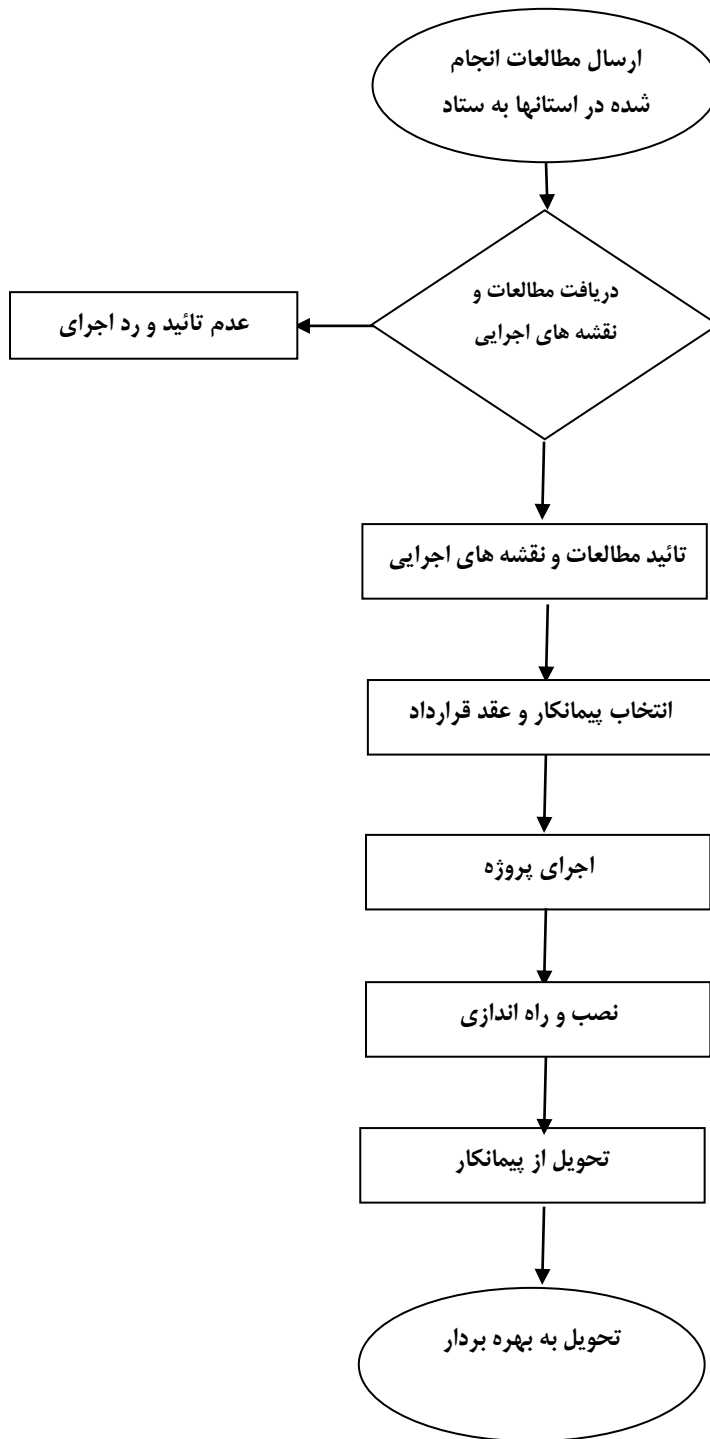 ارسال مطالعات انجام
شده در استانها به ستاد
دریافت مطالعات و
نقشه های اجرایی
عدم تائید و رد اجرای
تائید مطالعات و نقشه های اجرایی
انتخاب پیمانکار و عقد قرارداد
اجرای پروژه
نصب و راه اندازی
تحویل از پیمانکار
تحویل به بهره بردار